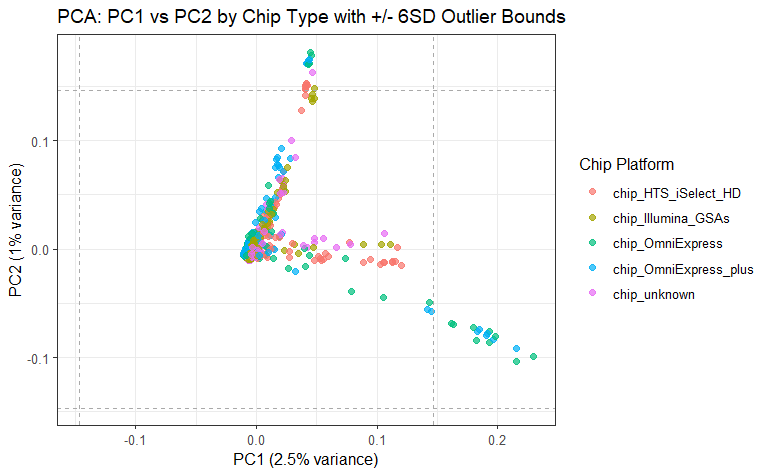 PCA: PC1 vs PC2 by Chip Type with +/- 6SD Outlier Bounds
PC2 (1% variance)
0.1
0.0
-0.1
-0.1
0.0
0.1
0.2
PC1 (2.5% variance)
Chip Platform
chip_HTS_iSelect_HD
chip_Illumina_GSAs
chip_OmniExpress
chip_OmniExpress_plus
chip_unknown